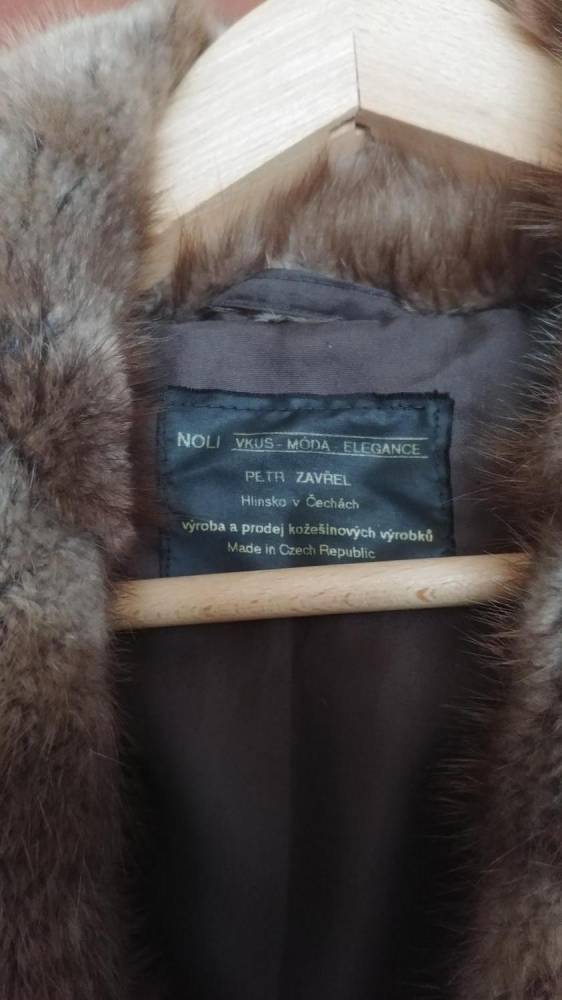 NOLI VKUS - MÓDA, ELEGANCE
PETR ZAVŘEL
Hlinsko v Čechách
výroba a prodej kožešinových výrobků
Made in Czech Republic